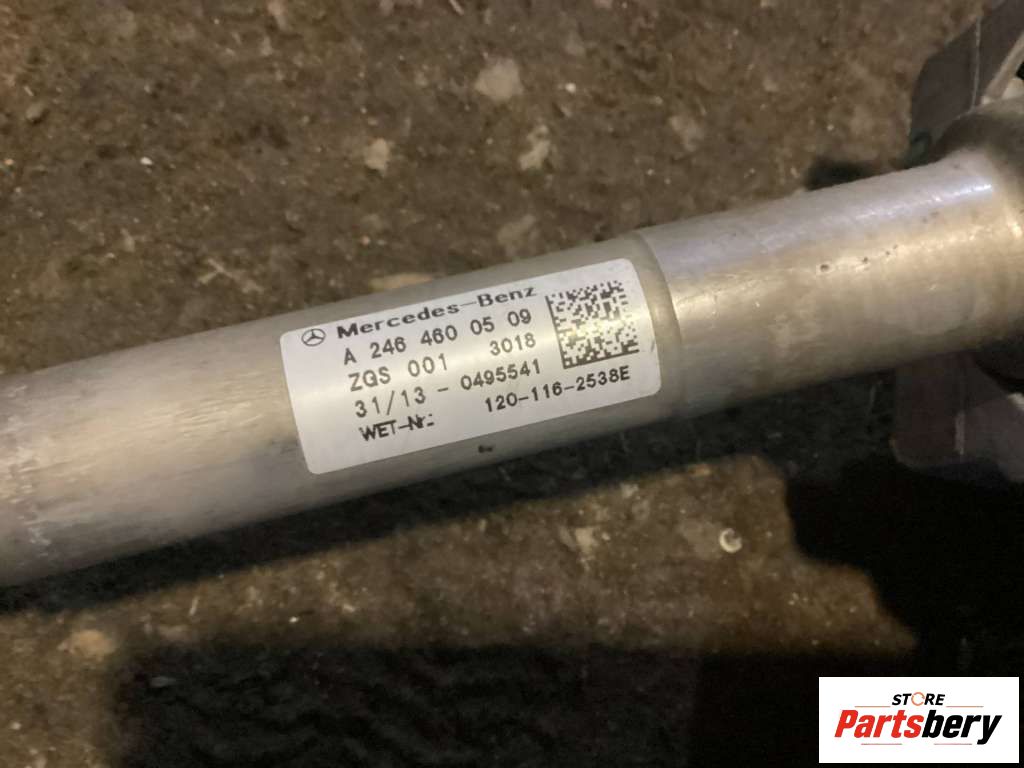 Mercedes-Benz
A 246 460 05 09
ZGS 001 3018
31/13 - 0495541
WET-Nr.: 120-116-2538E
STORE
Partsbery